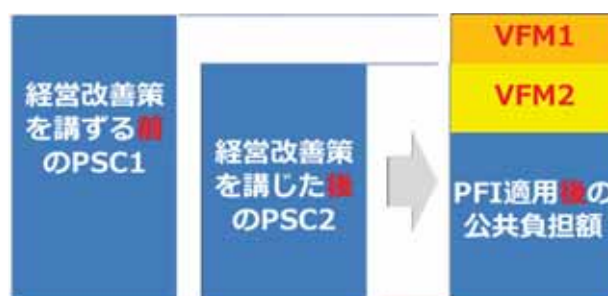 経営改善策
を講ずる前
のPSC1
経営改善策
を講じた後
のPSC2
VFM1
VFM2
PFI適用後の
公共負担額